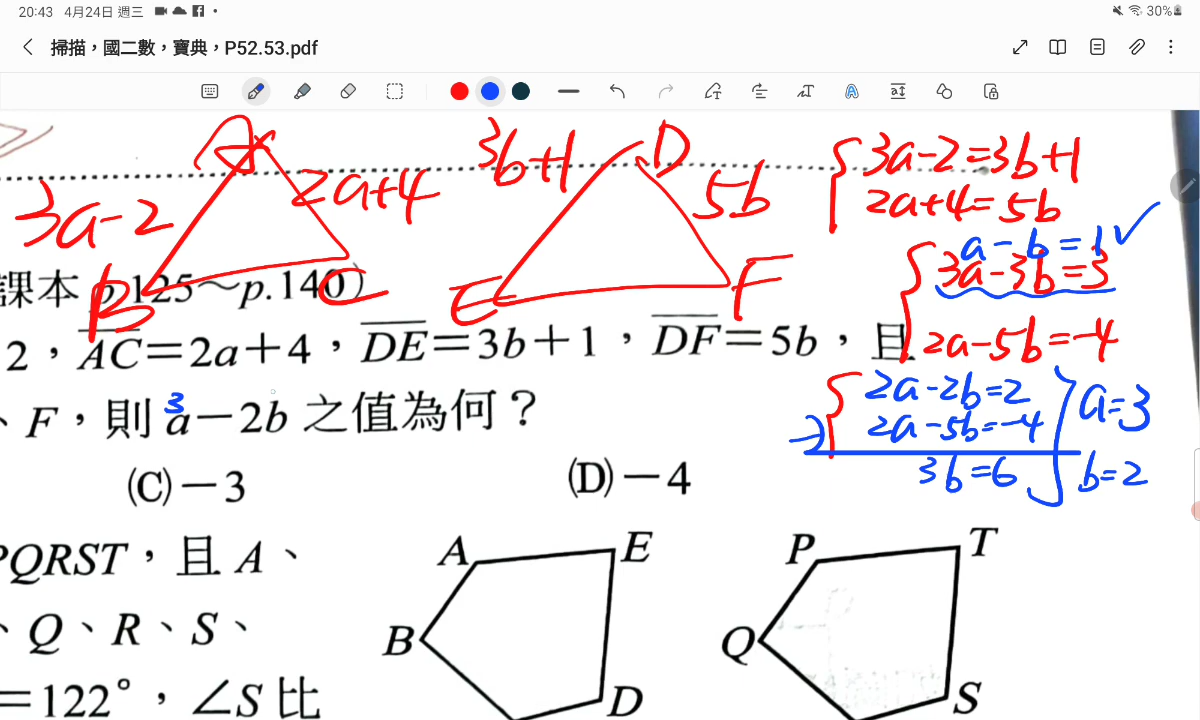 20:43 4月24日 週三
30%
掃描，國二數，寶典，P52.53.pdf
A
3a-2
2a+4
B
C
3b+1
D
5b
E
F
3a-2=3b+1
2a+4=5b
a-b=1✓
3a-3b=3
2a-5b=-4
2a-2b=2
2a-5b=-4
3b=6
a=3
b=2
課本 p.125～p.140)
2，AC=2a+4，DE=3b+1，DF=5b，且
、F，則 a-2b 之值為何？
3
(C)－3
(D)－4
PQRST，且 A、
、Q、R、S、
=122°，∠S 比
A
E
B
D
P
T
Q
S